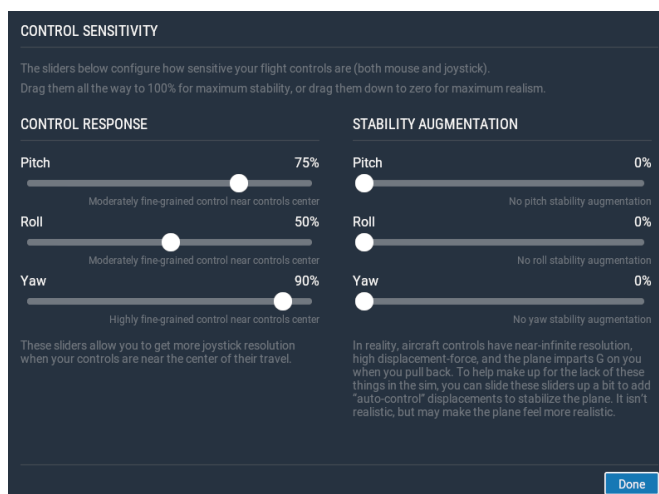 CONTROL SENSITIVITY
The sliders below configure how sensitive your flight controls are (both mouse and joystick).
Drag them all the way to 100% for maximum stability, or drag them down to zero for maximum realism.
CONTROL RESPONSE
Pitch 75%
Moderately fine-grained control near controls center
Roll 50%
Moderately fine-grained control near controls center
Yaw 90%
Highly fine-grained control near controls center
These sliders allow you to get more joystick resolution
when your controls are near the center of their travel.
STABILITY AUGMENTATION
Pitch 0%
No pitch stability augmentation
Roll 0%
No roll stability augmentation
Yaw 0%
No yaw stability augmentation
In reality, aircraft controls have near-infinite resolution,
high displacement-force, and the plane imparts G on you
when you pull back. To help make up for the lack of these
things in the sim, you can slide these sliders up a bit to add
“auto-control” displacements to stabilize the plane. It isn’t
realistic, but may make the plane feel more realistic.
Done